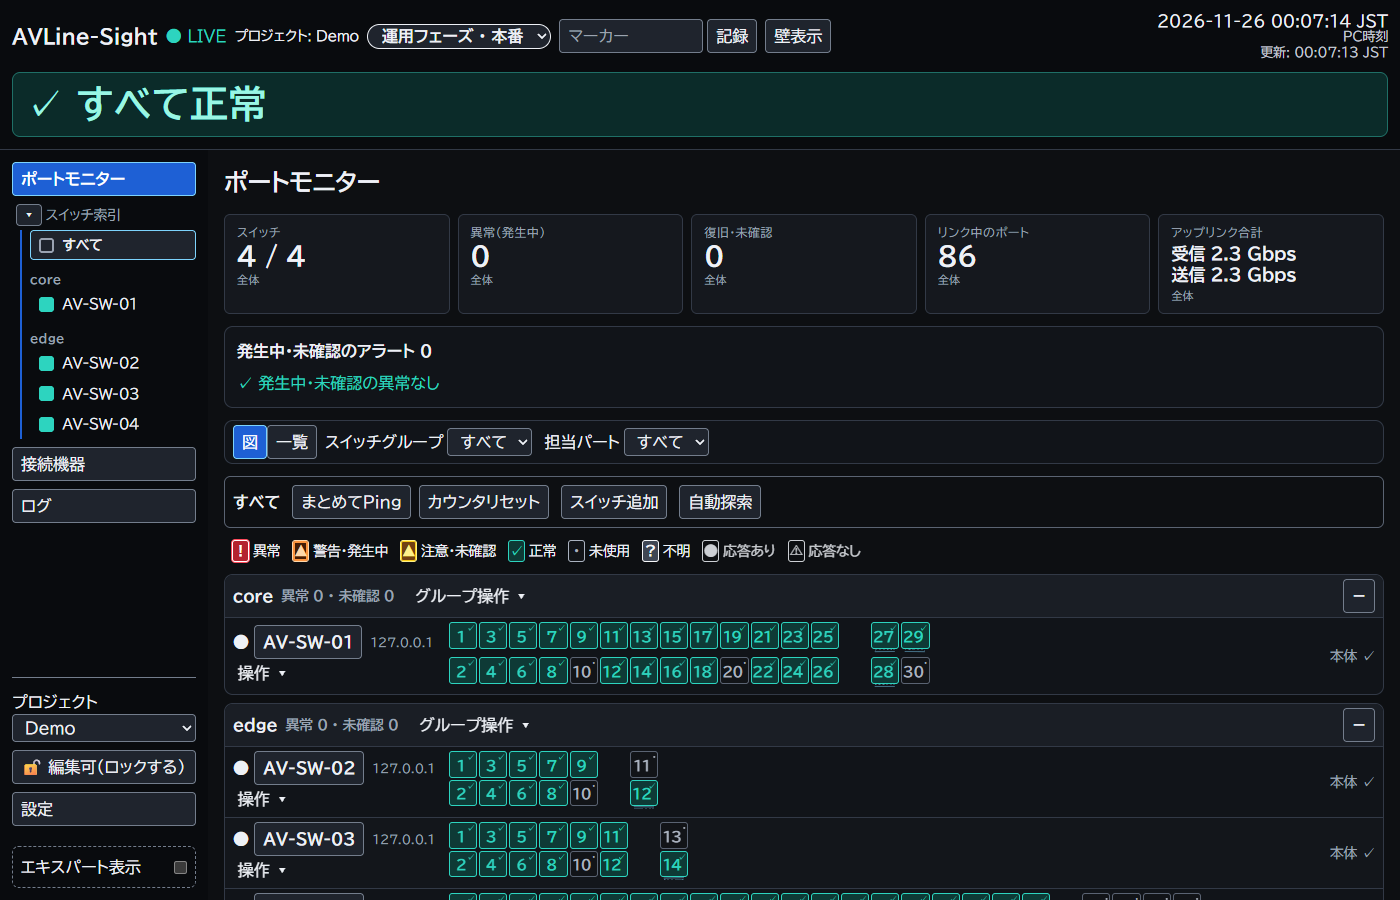 AVLine-Sight LIVE プロジェクト: Demo 運用フェーズ・本番 マーカー 記録 壁表示
2026-11-26 00:07:14 JST
PC時刻
更新: 00:07:13 JST
✓ すべて正常
ポートモニター
スイッチ索引
すべて
core
AV-SW-01
edge
AV-SW-02
AV-SW-03
AV-SW-04
接続機器
ログ
プロジェクト
Demo
編集可(ロックする)
設定
エキスパート表示
ポートモニター
スイッチ
4 / 4
全体
異常(発生中)
0
全体
復旧・未確認
0
全体
リンク中のポート
86
全体
アップリンク合計
受信 2.3 Gbps
送信 2.3 Gbps
全体
発生中・未確認のアラート 0
✓ 発生中・未確認の異常なし
図 一覧 スイッチグループ すべて 担当パート すべて
すべて まとめてPing カウンタリセット スイッチ追加 自動探索
! 異常 警告・発生中 注意・未確認 ✓ 正常 · 未使用 ? 不明 応答あり 応答なし
core 異常 0・未確認 0 グループ操作 ▼ −
AV-SW-01 127.0.0.1
操作 ▼
1 3 5 7 9 11 13 15 17 19 21 23 25 27 29
2 4 6 8 10 12 14 16 18 20 22 24 26 28 30
本体 ✓
edge 異常 0・未確認 0 グループ操作 ▼ −
AV-SW-02 127.0.0.1
操作 ▼
1 3 5 7 9 11
2 4 6 8 10 12
本体 ✓
AV-SW-03 127.0.0.1
操作 ▼
1 3 5 7 9 11 13
2 4 6 8 10 12 14
本体 ✓